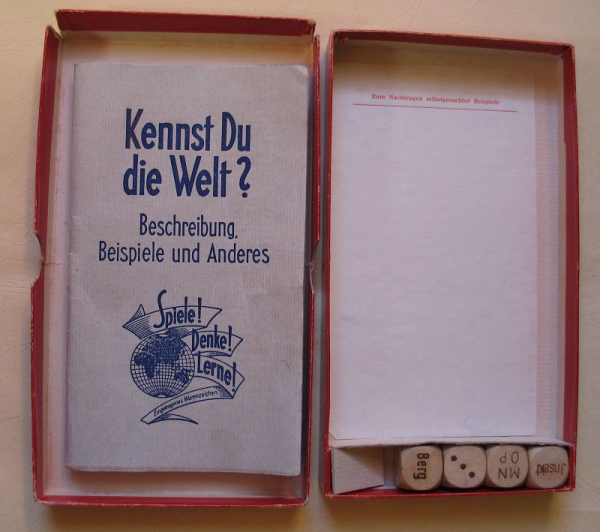 Kennst Du
die Welt?
Beschreibung,
Beispiele und Anderes
Spiele!
Denke!
Lerne!
Eingetragenes Warenzeichen
Zum Nachtragen selbstgesuchter Beispiele
Berg
MN
OP
Jnsekt